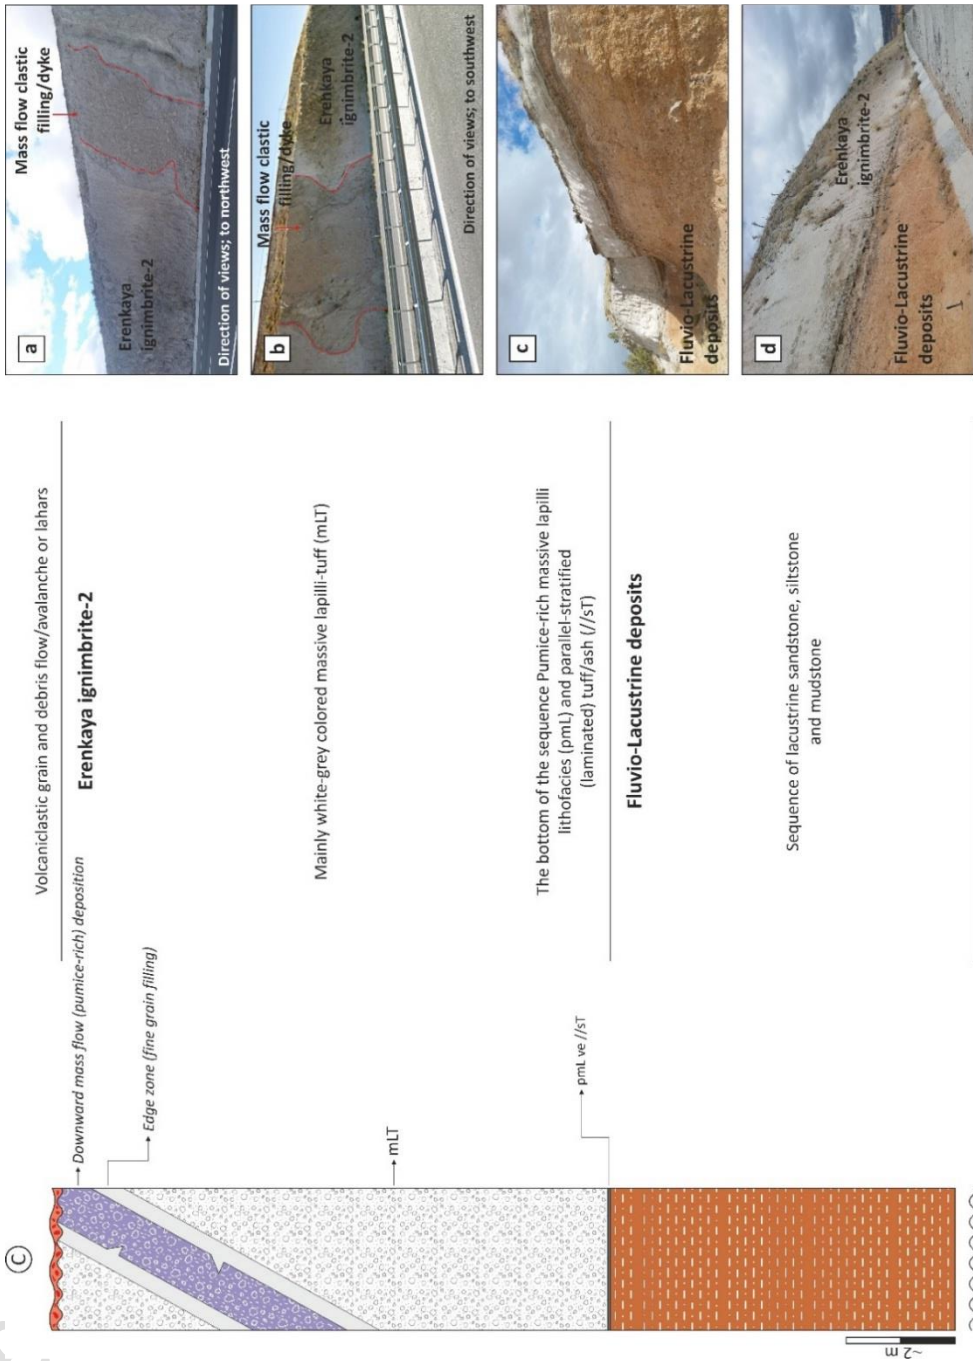 C
Downward mass flow (pumice-rich) deposition
Edge zone (fine grain filling)
mLT
pmL ve //sT
~2 m
Volcaniclastic grain and debris flow/avalanche or lahars
Erenkaya ignimbrite-2
Mainly white-grey colored massive lapilli-tuff (mLT)
The bottom of the sequence Pumice-rich massive lapilli
lithofacies (pmL) and parallel-stratified
(laminated) tuff/ash (//sT)
Fluvio-Lacustrine deposits
Sequence of lacustrine sandstone, siltstone
and mudstone
a
Mass flow clastic
filling/dyke
Erenkaya
ignimbrite-2
Direction of views; to northwest
b
Mass flow clastic
filling/dyke
Erenkaya
ignimbrite-2
Direction of views; to southwest
c
Fluvio-Lacustrine
deposits
d
Erenkaya
ignimbrite-2
Fluvio-Lacustrine
deposits